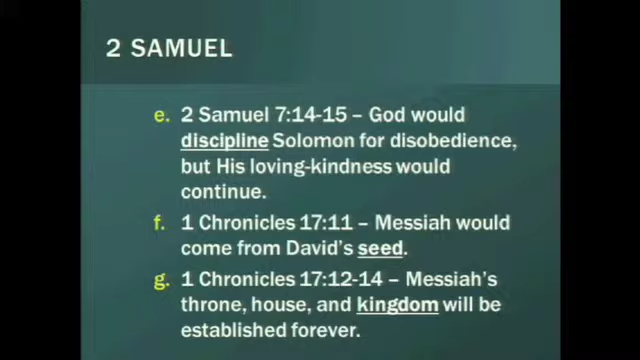 2 SAMUEL
e. 2 Samuel 7:14-15 – God would
discipline Solomon for disobedience,
but His loving-kindness would
continue.
f. 1 Chronicles 17:11 – Messiah would
come from David's seed.
g. 1 Chronicles 17:12-14 – Messiah's
throne, house, and kingdom will be
established forever.